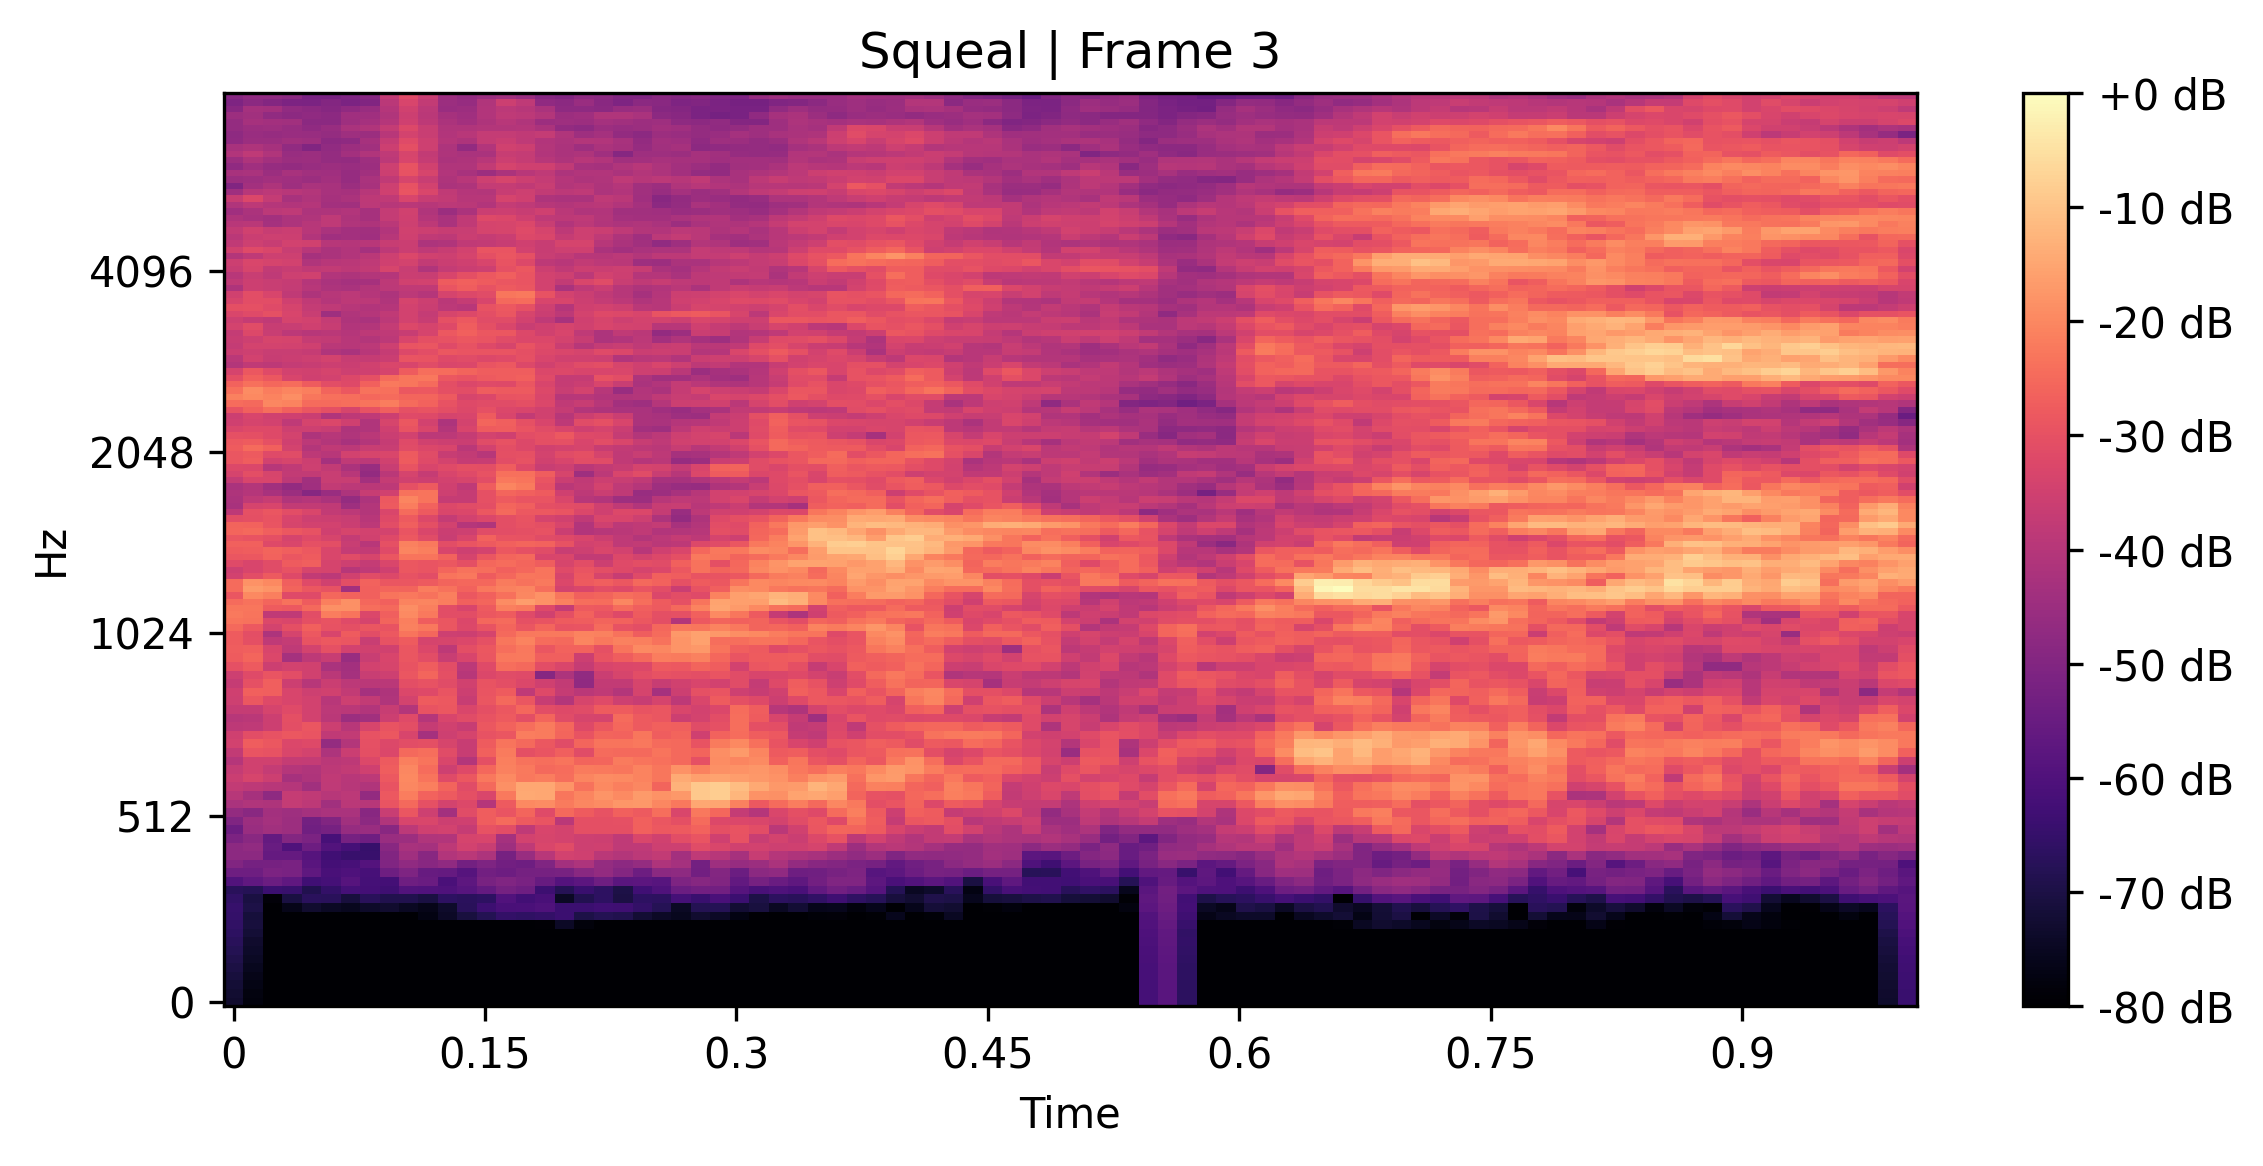 Squeal | Frame 3
+0 dB
-10 dB
-20 dB
-30 dB
-40 dB
-50 dB
-60 dB
-70 dB
-80 dB
Hz
4096
2048
1024
512
0
0 0.15 0.3 0.45 0.6 0.75 0.9
Time